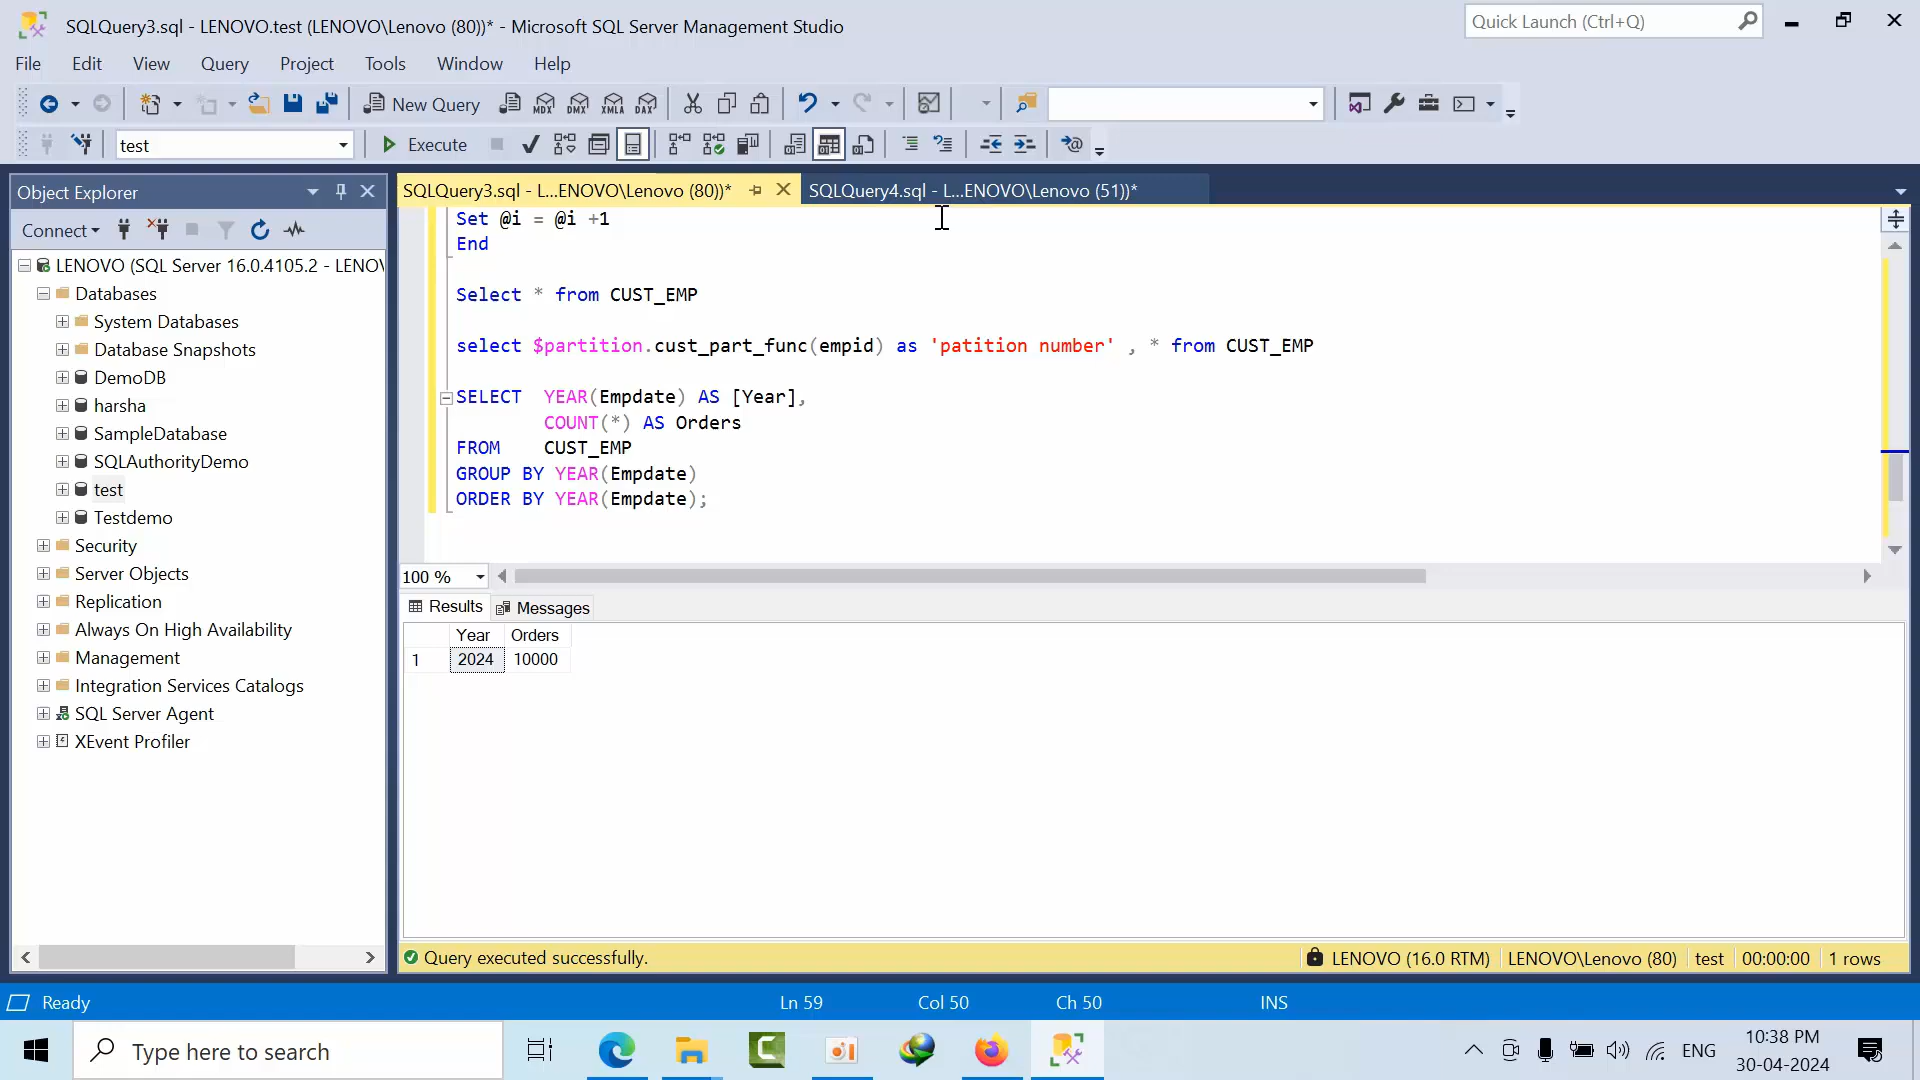 SQLQuery3.sql - LENOVO.test (LENOVO\Lenovo (80))* - Microsoft SQL Server Management Studio
Quick Launch (Ctrl+Q)
File Edit View Query Project Tools Window Help
New Query MDX DMX XMLA DAX
test Execute
Object Explorer
SQLQuery3.sql - L...ENOVO\Lenovo (80))* SQLQuery4.sql - L...ENOVO\Lenovo (51))*
Connect
LENOVO (SQL Server 16.0.4105.2 - LENOV
Databases
System Databases
Database Snapshots
DemoDB
harsha
SampleDatabase
SQLAuthorityDemo
test
Testdemo
Security
Server Objects
Replication
Always On High Availability
Management
Integration Services Catalogs
SQL Server Agent
XEvent Profiler
Set @i = @i +1
End
Select * from CUST_EMP
select $partition.cust_part_func(empid) as 'patition number' , * from CUST_EMP
SELECT YEAR(Empdate) AS [Year],
COUNT(*) AS Orders
FROM CUST_EMP
GROUP BY YEAR(Empdate)
ORDER BY YEAR(Empdate);
100 %
Results Messages
Year Orders
1 2024 10000
Query executed successfully. LENOVO (16.0 RTM) LENOVO\Lenovo (80) test 00:00:00 1 rows
Ready Ln 59 Col 50 Ch 50 INS
Type here to search
ENG
10:38 PM
30-04-2024